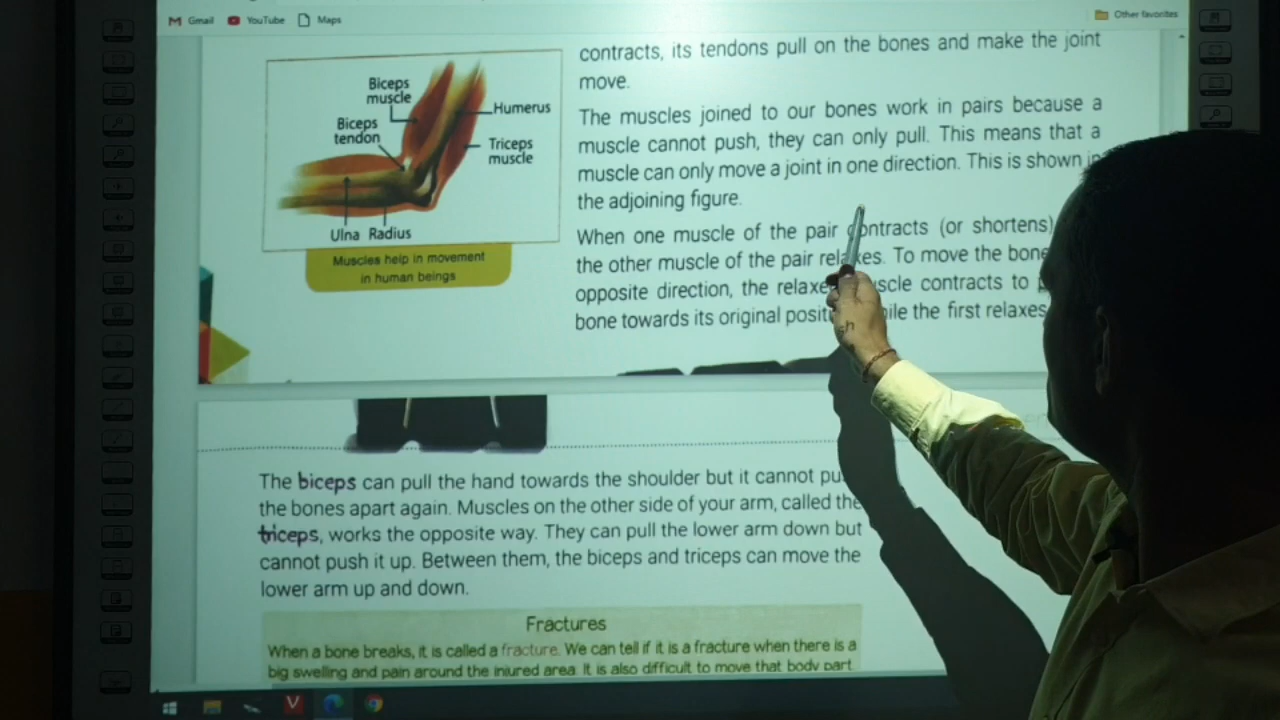 Gmail YouTube Maps
Other favorites
contracts, its tendons pull on the bones and make the joint
move.
The muscles joined to our bones work in pairs because a
muscle cannot push, they can only pull. This means that a
muscle can only move a joint in one direction. This is shown in
the adjoining figure.
When one muscle of the pair contracts (or shortens)
the other muscle of the pair relaxes. To move the bone
opposite direction, the relaxe scle contracts to
bone towards its original posit ile the first relaxes
Biceps
muscle
Biceps
tendon
Humerus
Triceps
muscle
Ulna Radius
Muscles help in movement
in human beings
The biceps can pull the hand towards the shoulder but it cannot pu
the bones apart again. Muscles on the other side of your arm, called the
triceps, works the opposite way. They can pull the lower arm down but
cannot push it up. Between them, the biceps and triceps can move the
lower arm up and down.
Fractures
When a bone breaks, it is called a fracture. We can tell if it is a fracture when there is a
big swelling and pain around the injured area. It is also difficult to move that body part